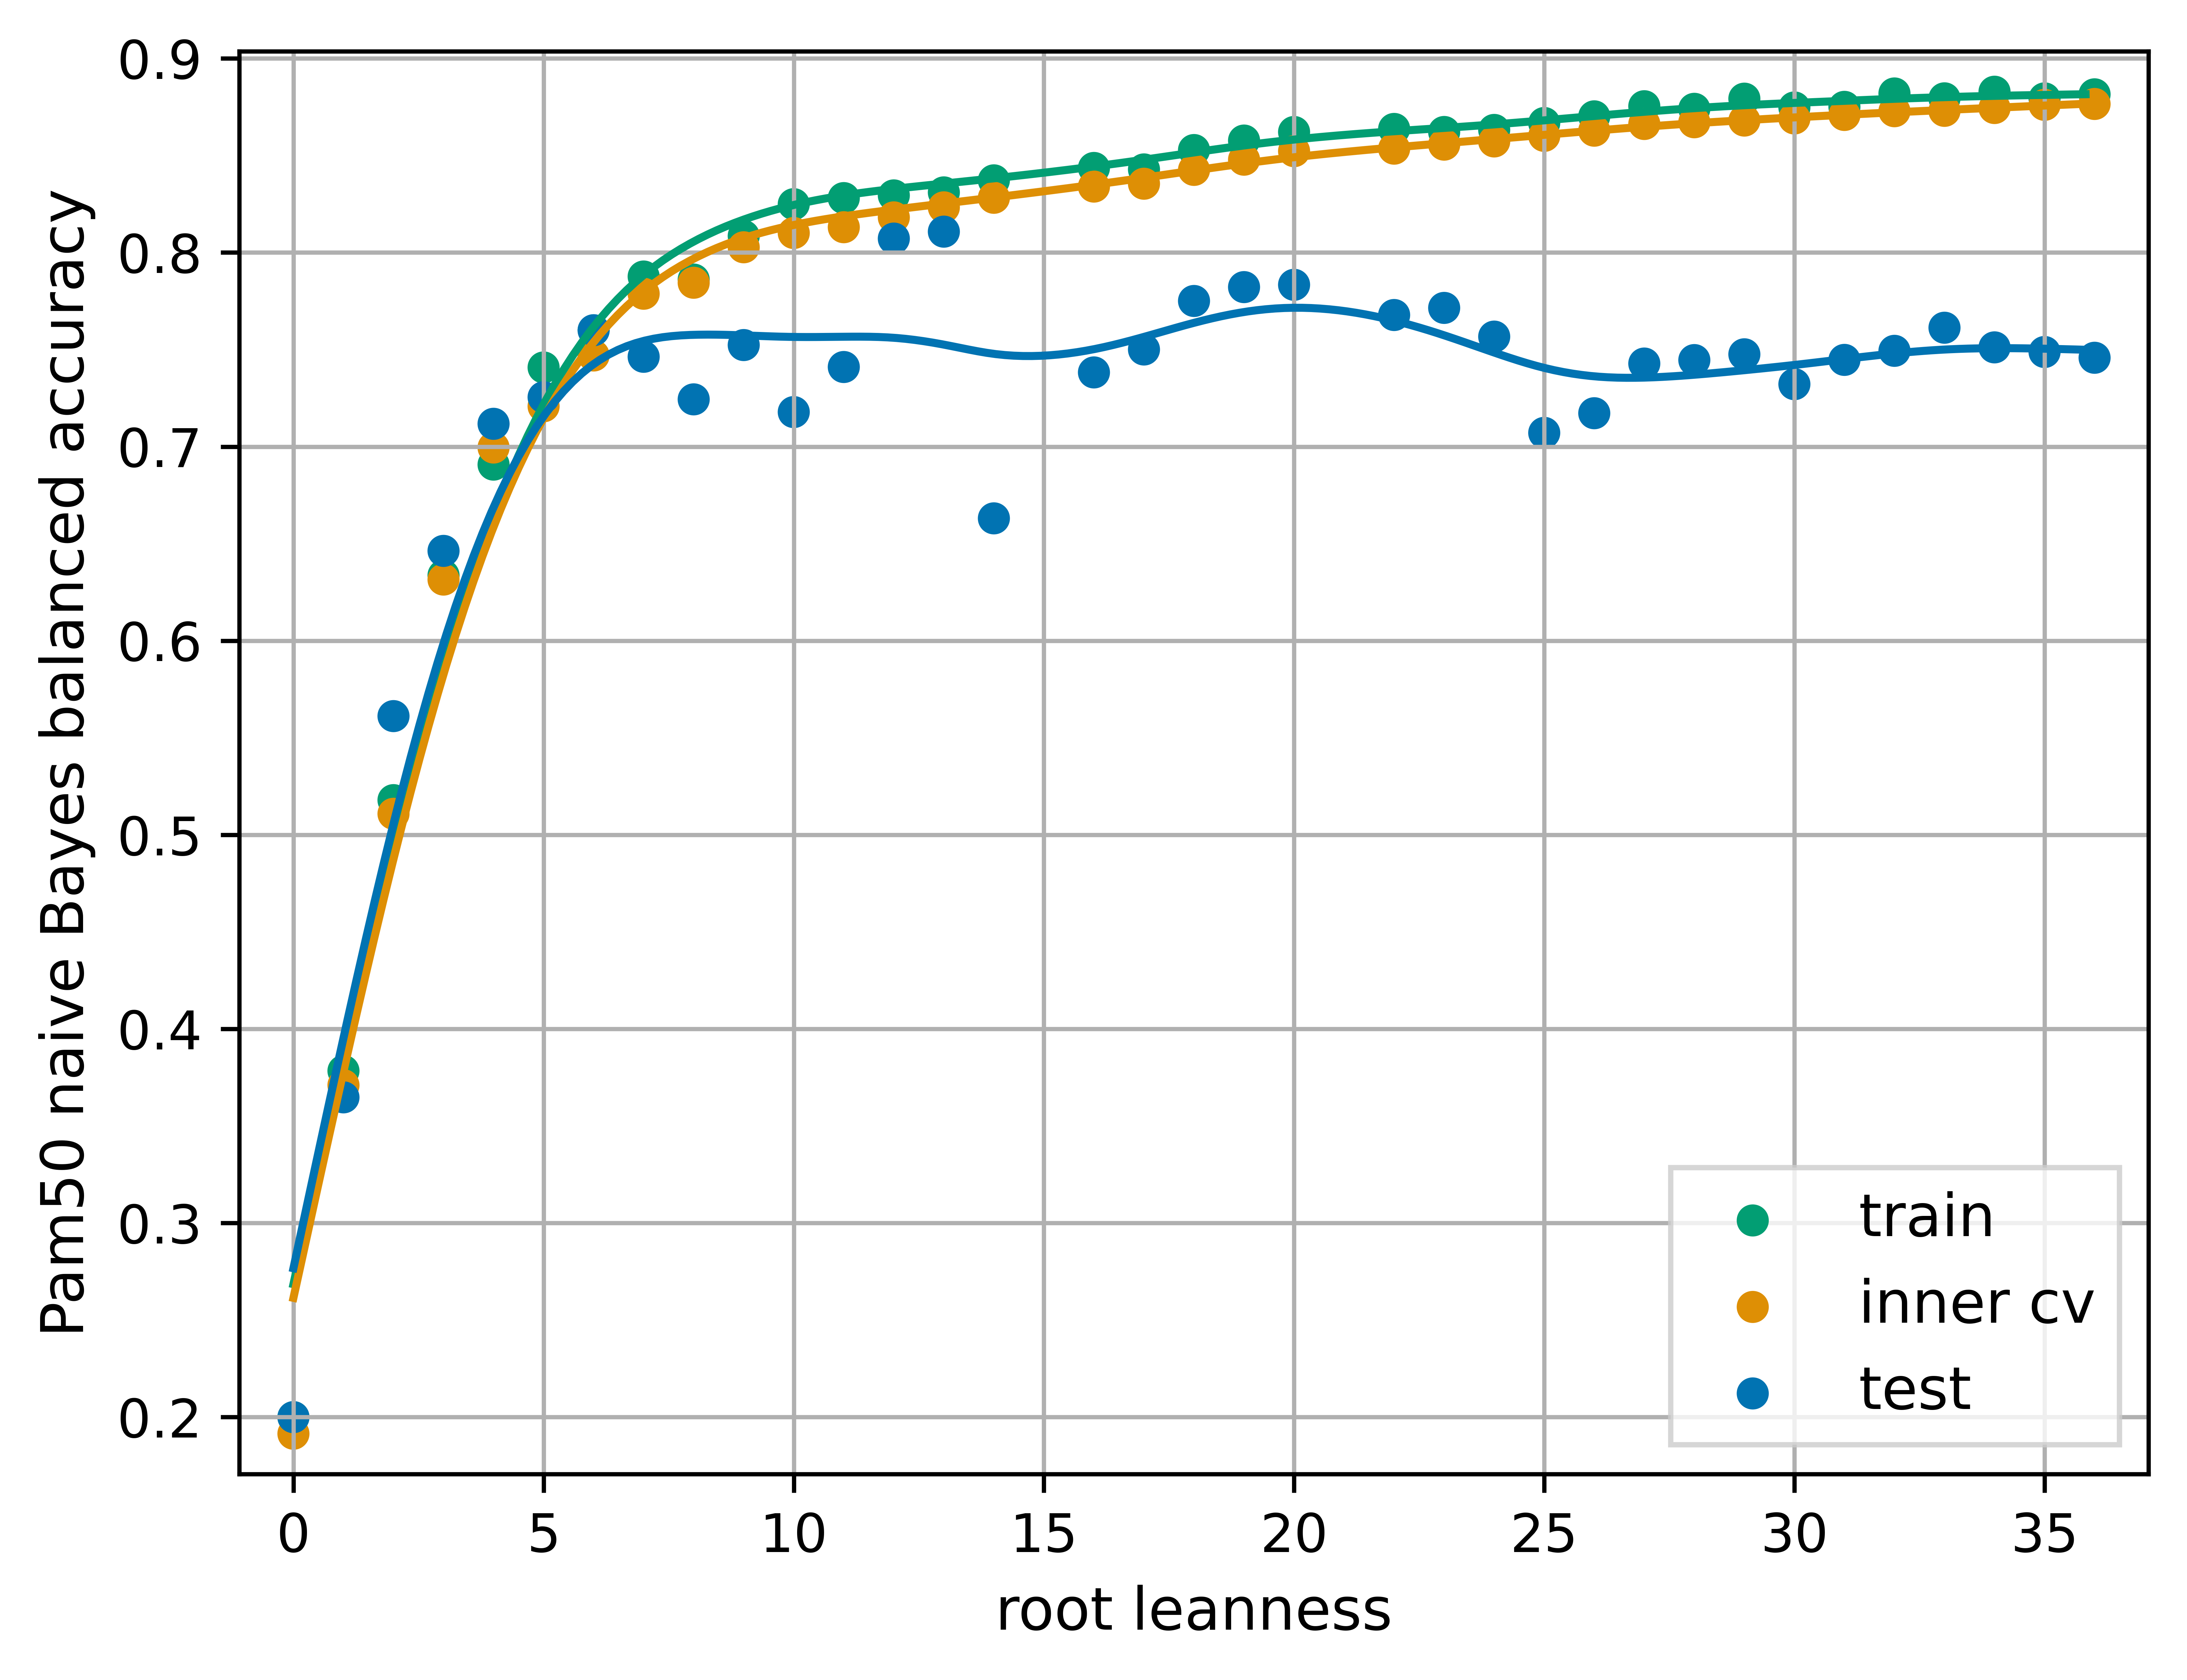 0.9
0.8
0.7
0.6
0.5
0.4
0.3
0.2
Pam50 naive Bayes balanced accuracy
train
inner cv
test
0 5 10 15 20 25 30 35
root leanness